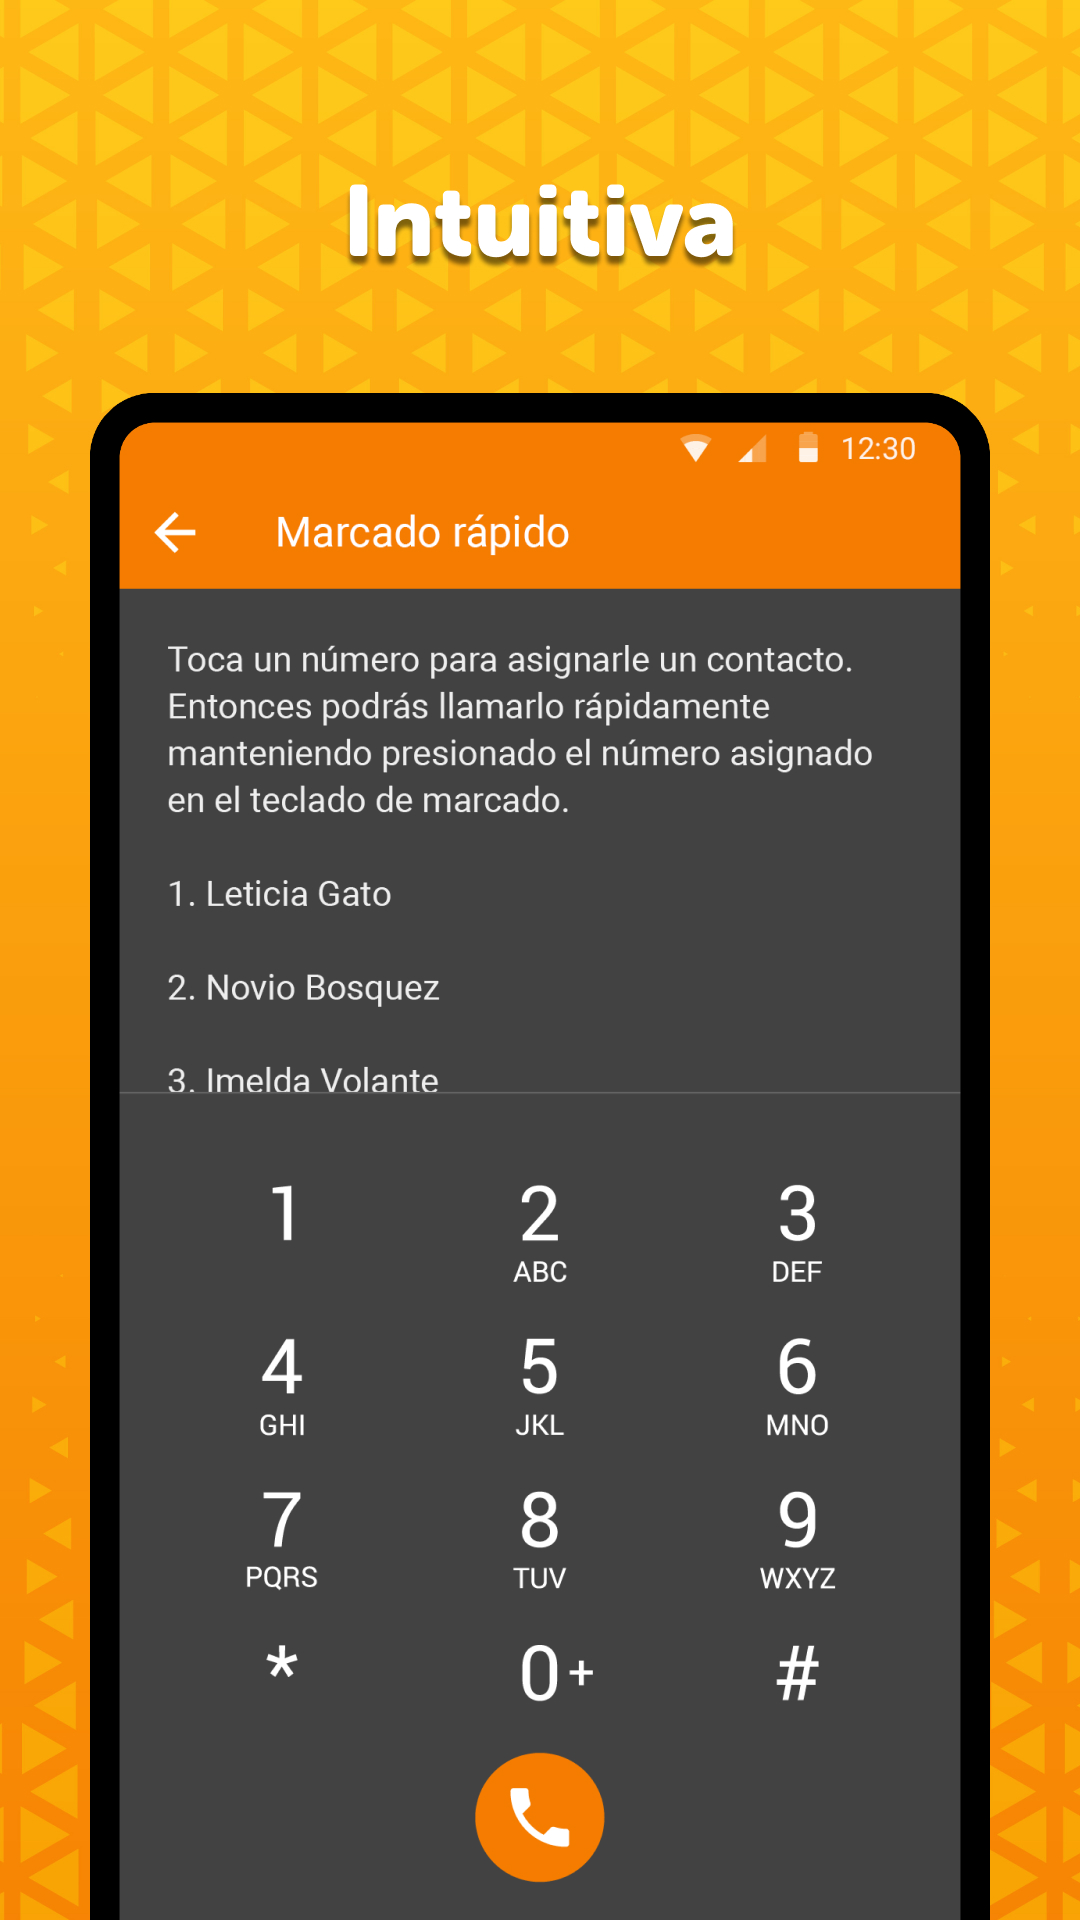 Intuitiva
12:30
Marcado rápido
Toca un número para asignarle un contacto.
Entonces podrás llamarlo rápidamente
manteniendo presionado el número asignado
en el teclado de marcado.
1. Leticia Gato
2. Novio Bosquez
3. Imelda Volante
1 2 3
ABC DEF
4 5 6
GHI JKL MNO
7 8 9
PQRS TUV WXYZ
* 0 + #